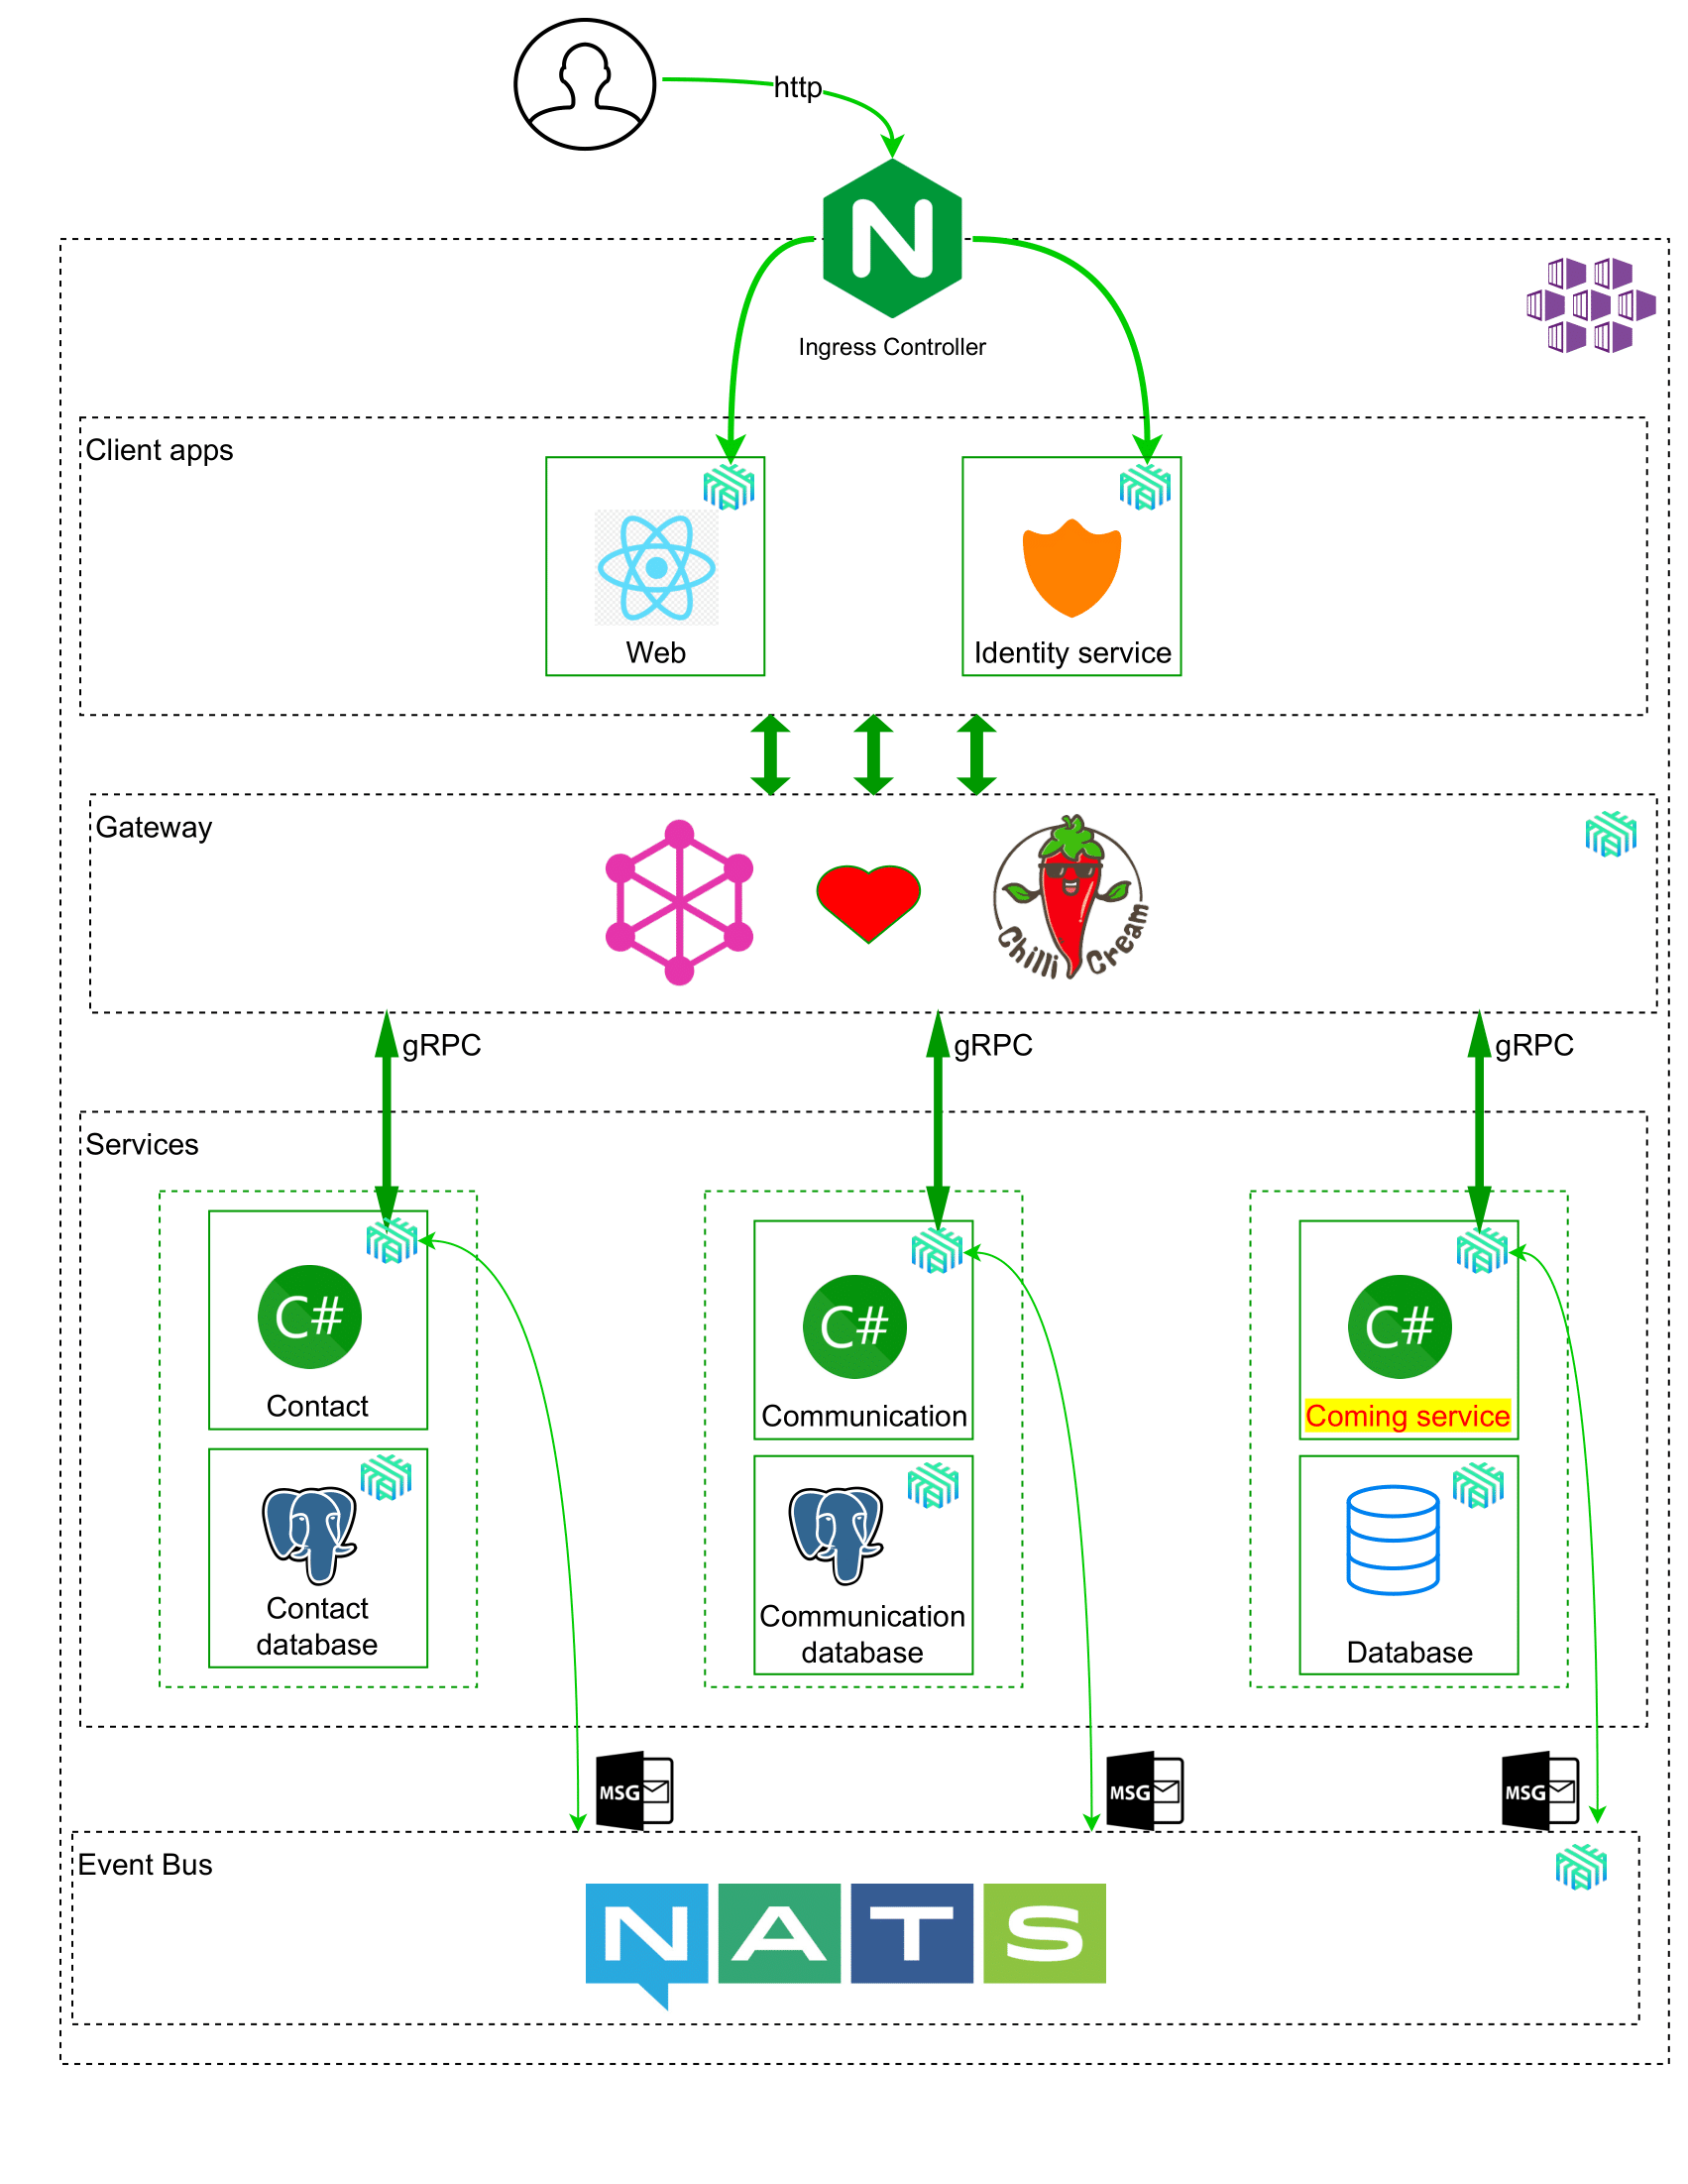 http
N
Ingress Controller
Client apps
Web
Identity service
Gateway
Chilli Cream
gRPC
gRPC
gRPC
Services
C#
Contact
C#
Communication
C#
Coming service
Contact
database
Communication
database
Database
MSG
MSG
MSG
Event Bus
NATS